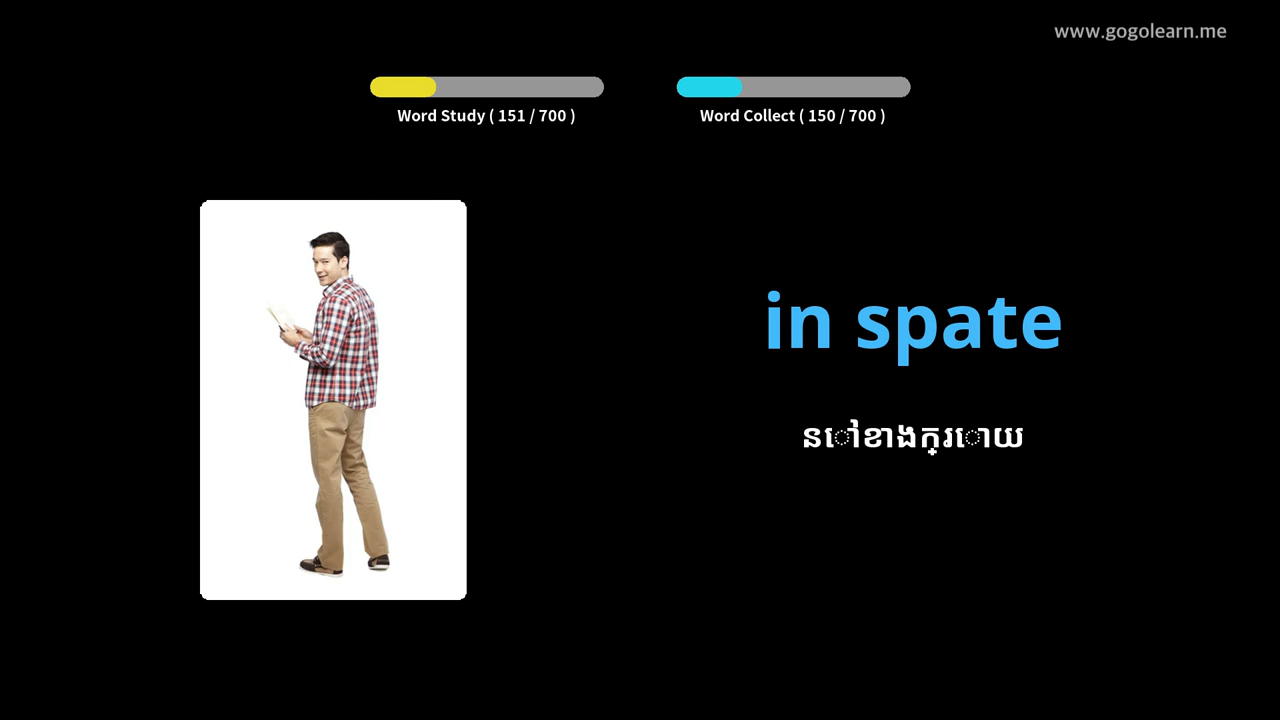 www.gogolearn.me
Word Study ( 151 / 700 )
Word Collect ( 150 / 700 )
in spate
នៅខាងក្រោយ